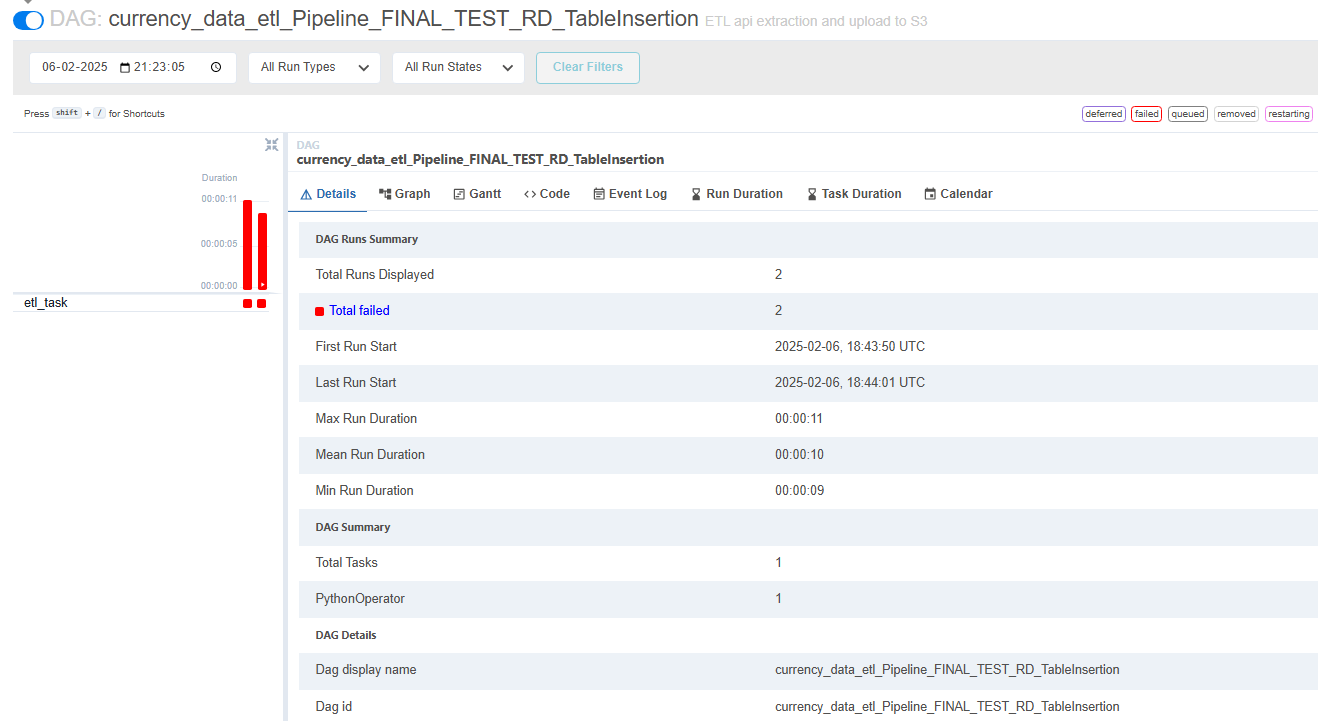 DAG: currency_data_etl_Pipeline_FINAL_TEST_RD_TableInsertion ETL api extraction and upload to S3
06-02-2025 21:23:05 All Run Types All Run States Clear Filters
Press shift + / for Shortcuts deferred failed queued removed restarting
Duration
00:00:11
00:00:05
00:00:00
etl_task
DAG
currency_data_etl_Pipeline_FINAL_TEST_RD_TableInsertion
Details Graph Gantt Code Event Log Run Duration Task Duration Calendar
DAG Runs Summary
Total Runs Displayed 2
Total failed 2
First Run Start 2025-02-06, 18:43:50 UTC
Last Run Start 2025-02-06, 18:44:01 UTC
Max Run Duration 00:00:11
Mean Run Duration 00:00:10
Min Run Duration 00:00:09
DAG Summary
Total Tasks 1
PythonOperator 1
DAG Details
Dag display name currency_data_etl_Pipeline_FINAL_TEST_RD_TableInsertion
Dag id currency_data_etl_Pipeline_FINAL_TEST_RD_TableInsertion